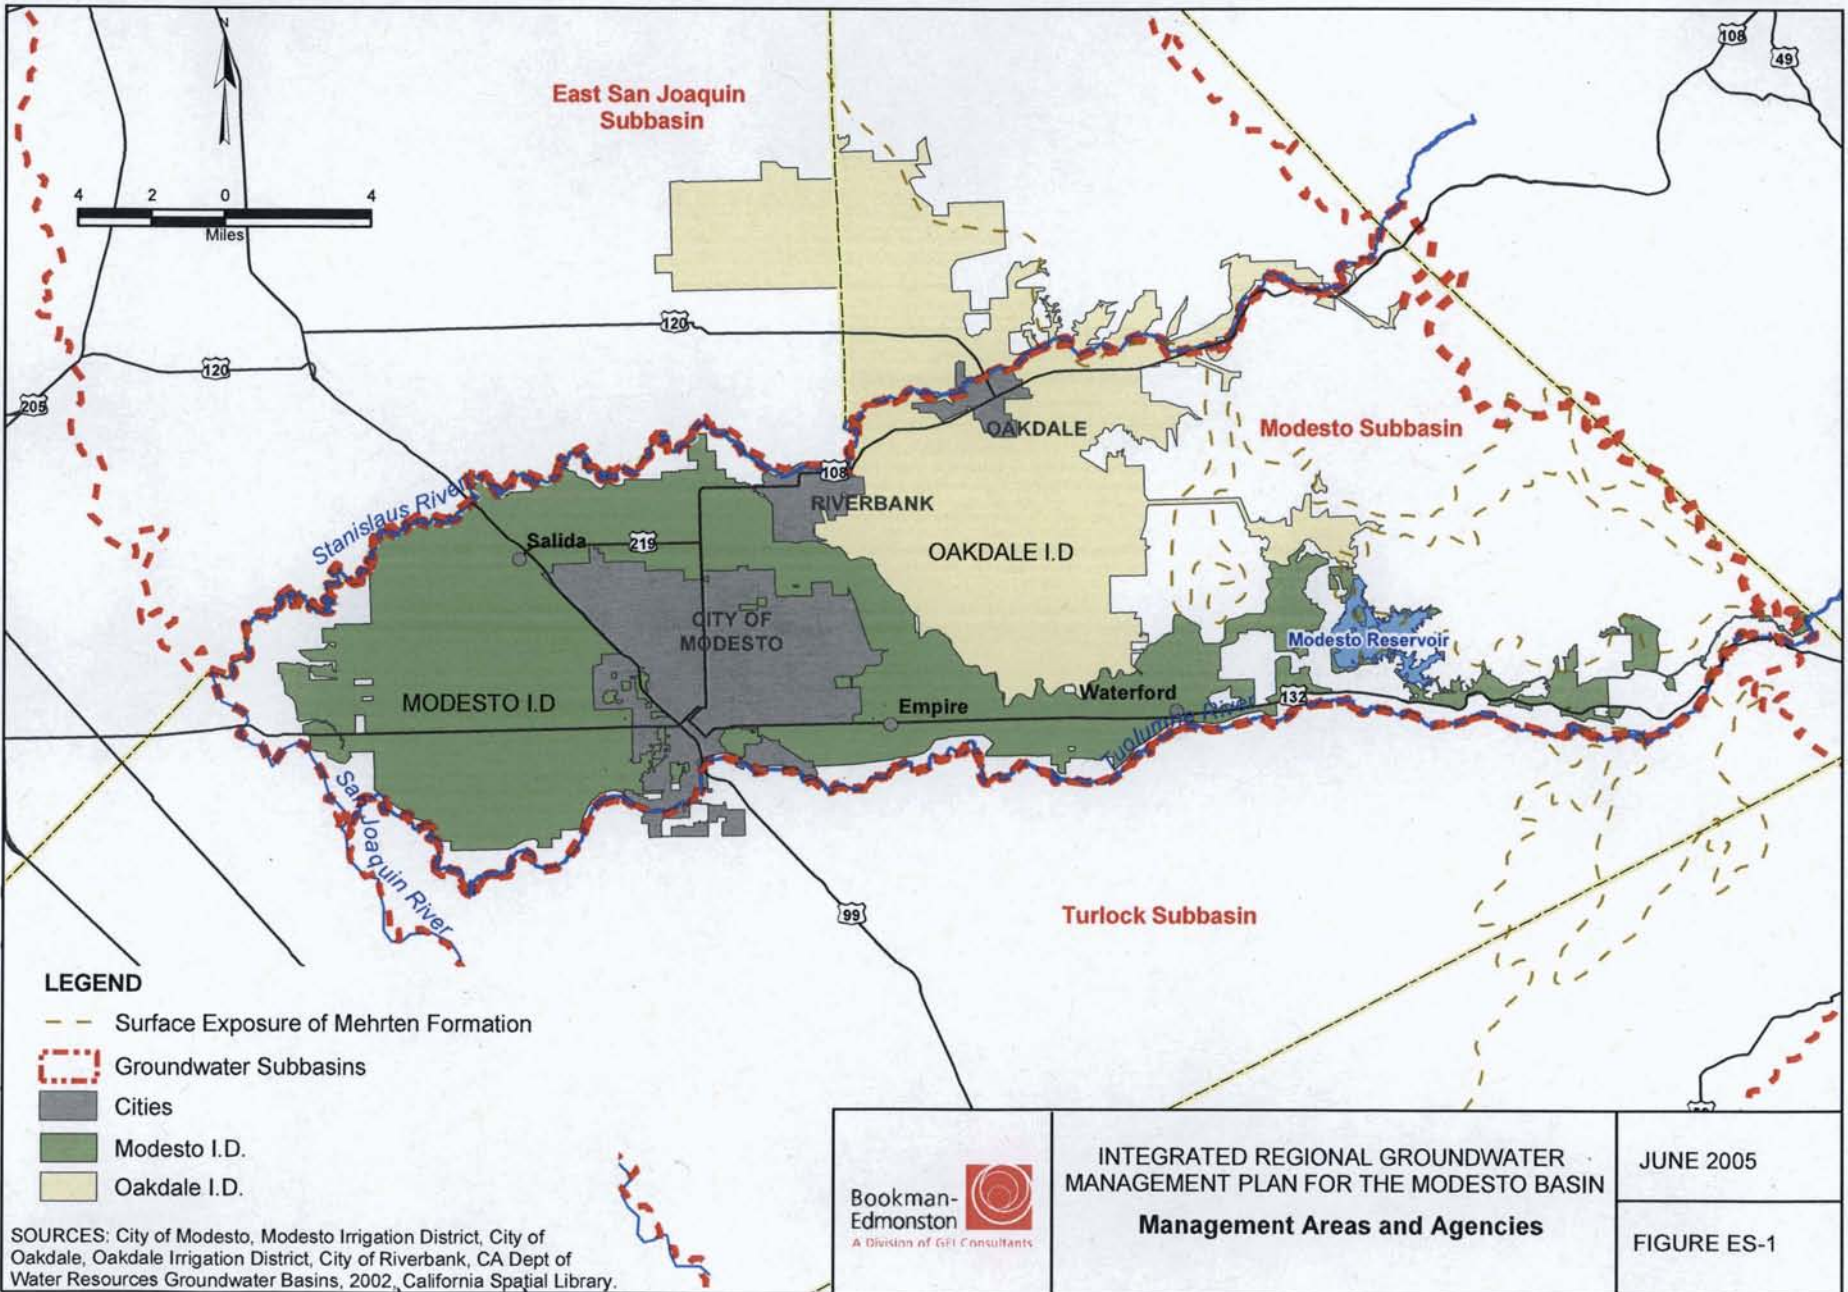 N
4 2 0 4
Miles
East San Joaquin
Subbasin
108
49
120
120
205
OAKDALE
Modesto Subbasin
108
RIVERBANK
Stanislaus River
Salida
219
OAKDALE I.D
CITY OF
MODESTO
Modesto Reservoir
MODESTO I.D
Empire
Waterford
132
Tuolumne River
San Joaquin River
99
Turlock Subbasin
LEGEND
Surface Exposure of Mehrten Formation
Groundwater Subbasins
Cities
Modesto I.D.
Oakdale I.D.
SOURCES: City of Modesto, Modesto Irrigation District, City of
Oakdale, Oakdale Irrigation District, City of Riverbank, CA Dept of
Water Resources Groundwater Basins, 2002, California Spatial Library.
Bookman-
Edmonston
A Division of GEI Consultants
INTEGRATED REGIONAL GROUNDWATER
MANAGEMENT PLAN FOR THE MODESTO BASIN
Management Areas and Agencies
JUNE 2005
FIGURE ES-1